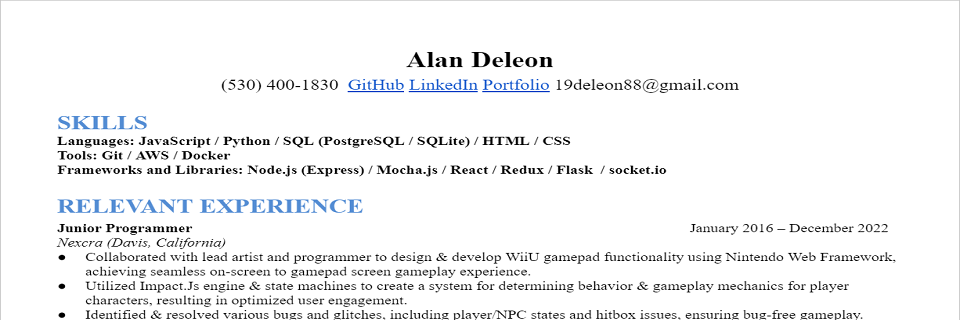 Alan Deleon
(530) 400-1830 GitHub LinkedIn Portfolio 19deleon88@gmail.com
SKILLS
Languages: JavaScript / Python / SQL (PostgreSQL / SQLite) / HTML / CSS
Tools: Git / AWS / Docker
Frameworks and Libraries: Node.js (Express) / Mocha.js / React / Redux / Flask / socket.io
RELEVANT EXPERIENCE
Junior Programmer January 2016 – December 2022
Nexcra (Davis, California)
● Collaborated with lead artist and programmer to design & develop WiiU gamepad functionality using Nintendo Web Framework,
achieving seamless on-screen to gamepad screen gameplay experience.
● Utilized Impact.Js engine & state machines to create a system for determining behavior & gameplay mechanics for player
characters, resulting in optimized user engagement.
● Identified & resolved various bugs and glitches, including player/NPC states and hitbox issues, ensuring bug-free gameplay.